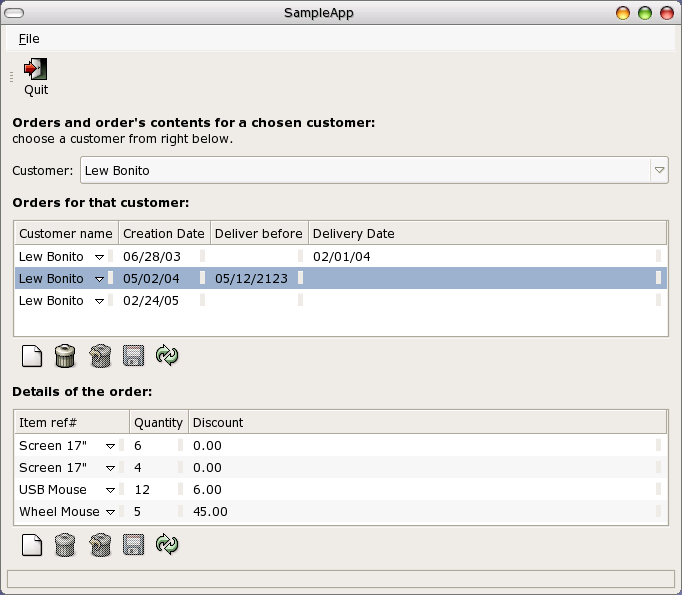 SampleApp
File
Quit
Orders and order's contents for a chosen customer:
choose a customer from right below.
Customer: Lew Bonito
Orders for that customer:
Customer name Creation Date Deliver before Delivery Date
Lew Bonito 06/28/03 02/01/04
Lew Bonito 05/02/04 05/12/2123
Lew Bonito 02/24/05
Details of the order:
Item ref# Quantity Discount
Screen 17" 6 0.00
Screen 17" 4 0.00
USB Mouse 12 6.00
Wheel Mouse 5 45.00